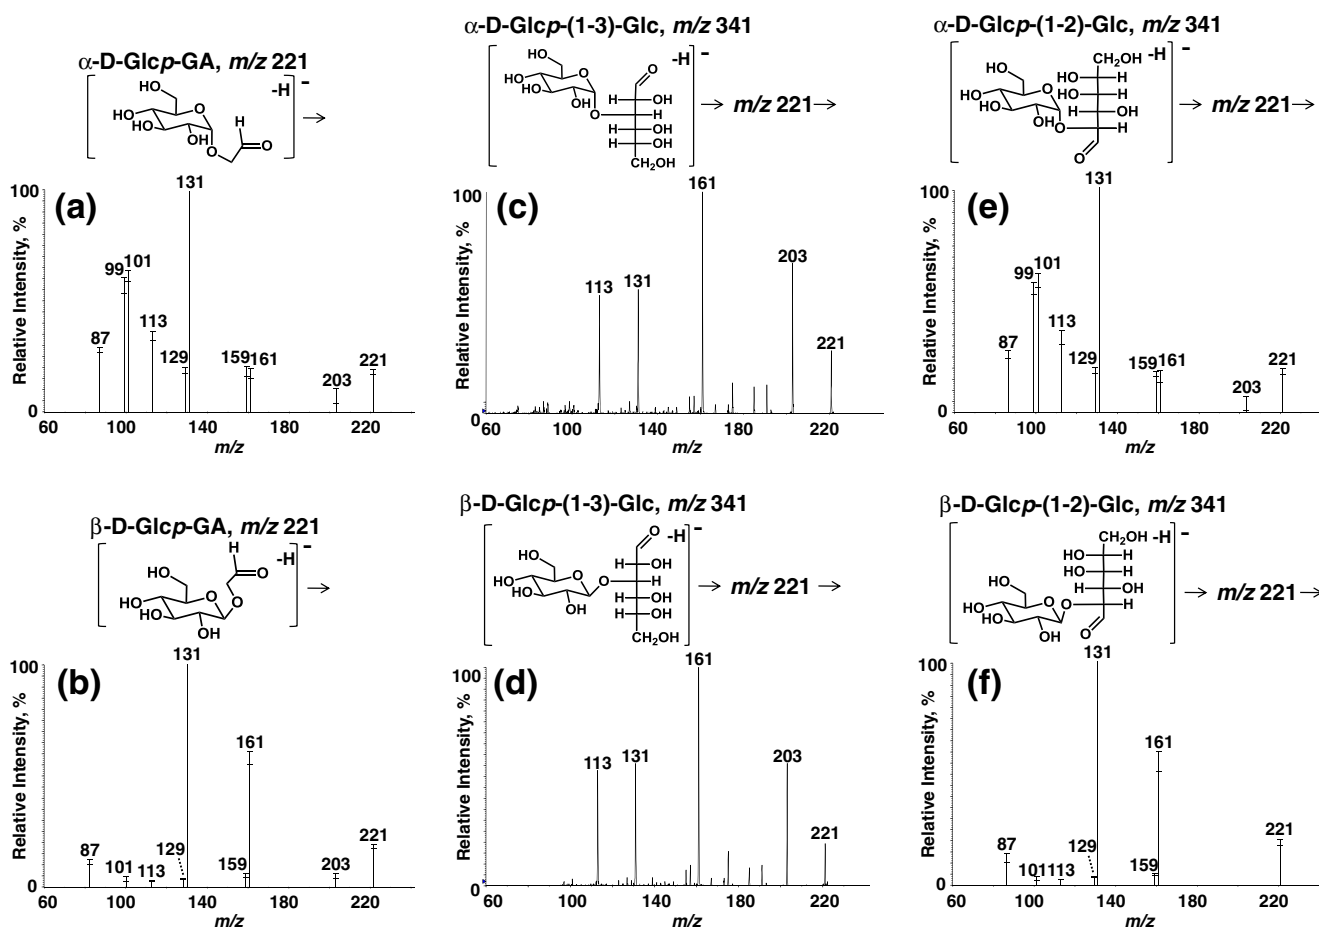 α-D-Glcp-GA, m/z 221
-H
−
HO
O
HO
HO
OH
H
O
O
(a)
Relative Intensity, %
100
0
87
99
101
113
129
131
159
161
203
221
60 100 140 180 220
m/z
α-D-Glcp-(1-3)-Glc, m/z 341
-H
−
HO
O
HO
HO
OH
O
O
H OH
H
H OH
H OH
CH2OH
m/z 221
(c)
Relative Intensity, %
100
0
113
131
161
203
221
60 100 140 180 220
m/z
α-D-Glcp-(1-2)-Glc, m/z 341
CH2OH
-H
−
HO H
HO H
H OH
H
HO
O
HO
HO
OH
O
O
m/z 221
(e)
Relative Intensity, %
100
0
87
99
101
113
129
131
159
161
203
221
60 100 140 180 220
m/z
β-D-Glcp-GA, m/z 221
H
-H
−
O
HO
O
HO
HO
O
OH
(b)
Relative Intensity, %
100
0
87
101
113
129
131
159
161
203
221
60 100 140 180 220
m/z
β-D-Glcp-(1-3)-Glc, m/z 341
O
-H
−
H OH
HO
O
O
H
HO
HO
OH
H OH
H OH
CH2OH
m/z 221
(d)
Relative Intensity, %
100
0
113
131
161
203
221
60 100 140 180 220
m/z
β-D-Glcp-(1-2)-Glc, m/z 341
CH2OH
-H
−
HO H
HO H
H OH
H
HO
O
O
HO
HO
OH
O
m/z 221
(f)
Relative Intensity, %
100
0
87
101
113
129
131
159
161
221
60 100 140 180 220
m/z